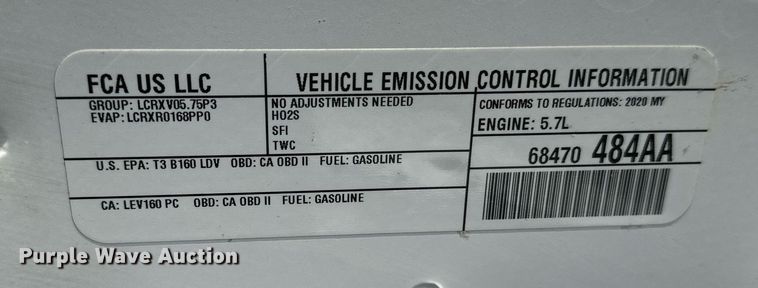 FCA US LLC
VEHICLE EMISSION CONTROL INFORMATION
GROUP: LCRXV05.75P3
EVAP: LCRXR0168PP0
NO ADJUSTMENTS NEEDED
HO2S
SFI
TWC
CONFORMS TO REGULATIONS: 2020 MY
ENGINE: 5.7L
68470 484AA
U.S. EPA: T3 B160 LDV OBD: CA OBD II FUEL: GASOLINE
CA: LEV160 PC OBD: CA OBD II FUEL: GASOLINE
Purple Wave Auction